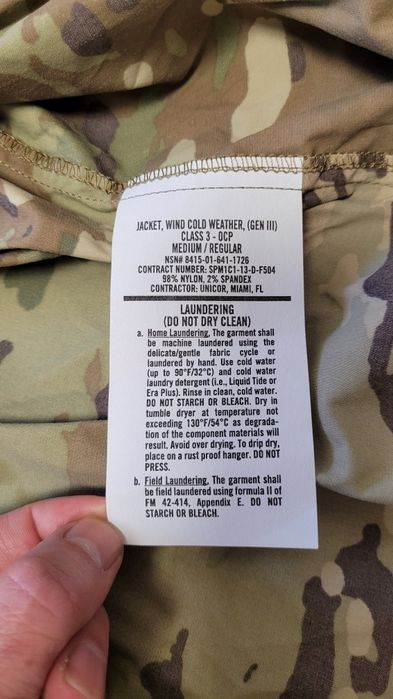 JACKET, WIND COLD WEATHER, (GEN III)
CLASS 3 - OCP
MEDIUM / REGULAR
NSN# 8415-01-641-1726
CONTRACT NUMBER: SPM1C1-13-D-F504
98% NYLON, 2% SPANDEX
CONTRACTOR: UNICOR, MIAMI, FL
LAUNDERING
(DO NOT DRY CLEAN)
a. Home Laundering, The garment shall
be machine laundered using the
delicate/gentle fabric cycle or
laundered by hand. Use cold water
(up to 90°F/32°C) and cold water
laundry detergent (i.e., Liquid Tide or
Era Plus). Rinse in clean, cold water.
DO NOT STARCH OR BLEACH. Dry in
tumble dryer at temperature not
exceeding 130°F/54°C as degrada-
tion of the component materials will
result. Avoid over drying. To drip dry,
place on a rust proof hanger. DO NOT
PRESS.
b. Field Laundering, The garment shall
be field laundered using formula II of
FM 42-414, Appendix E. DO NOT
STARCH OR BLEACH.